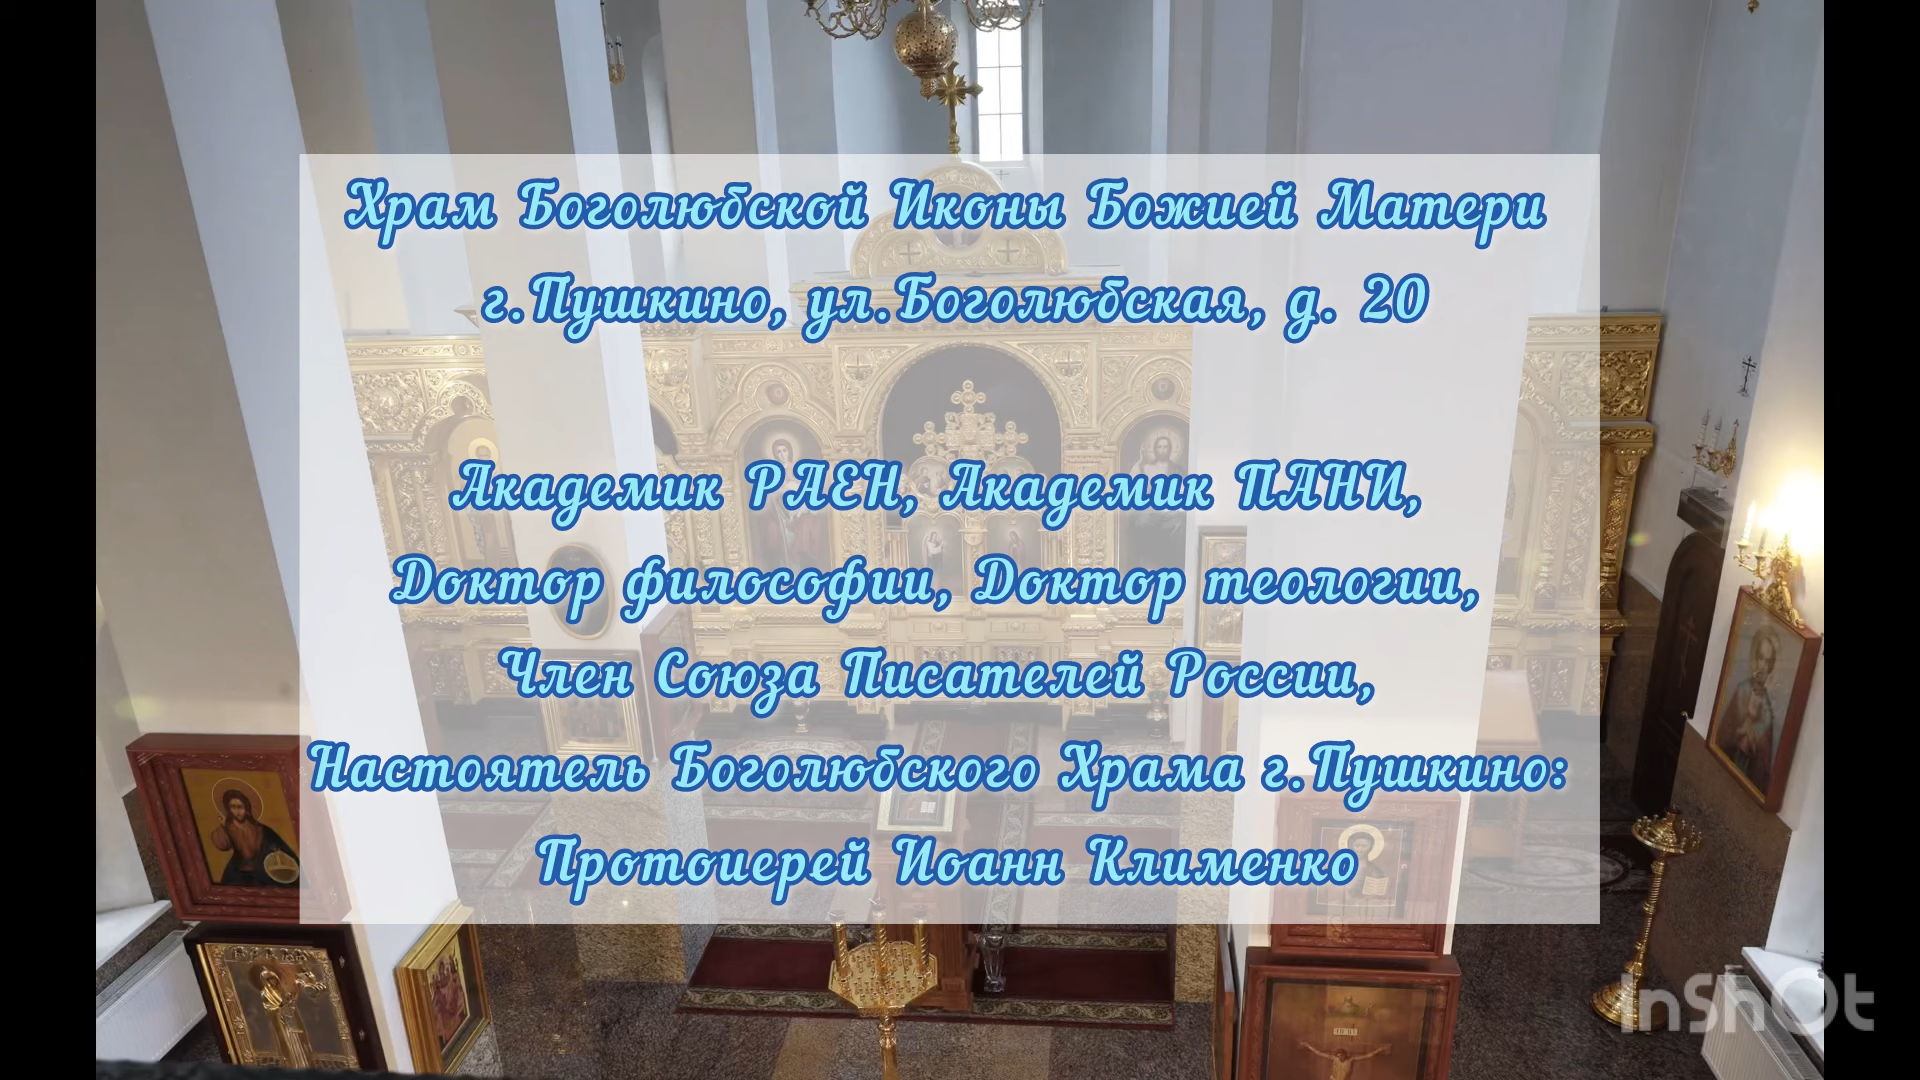 Храм Боголюбской Иконы Божией Матери
г.Пушкино, ул.Боголюбская, д. 20
Академик РАЕН, Академик ПАНИ,
Доктор философии, Доктор теологии,
Член Союза Писателей России,
Настоятель Боголюбского Храма г.Пушкино:
Протоиерей Иоанн Клименко
InShOt